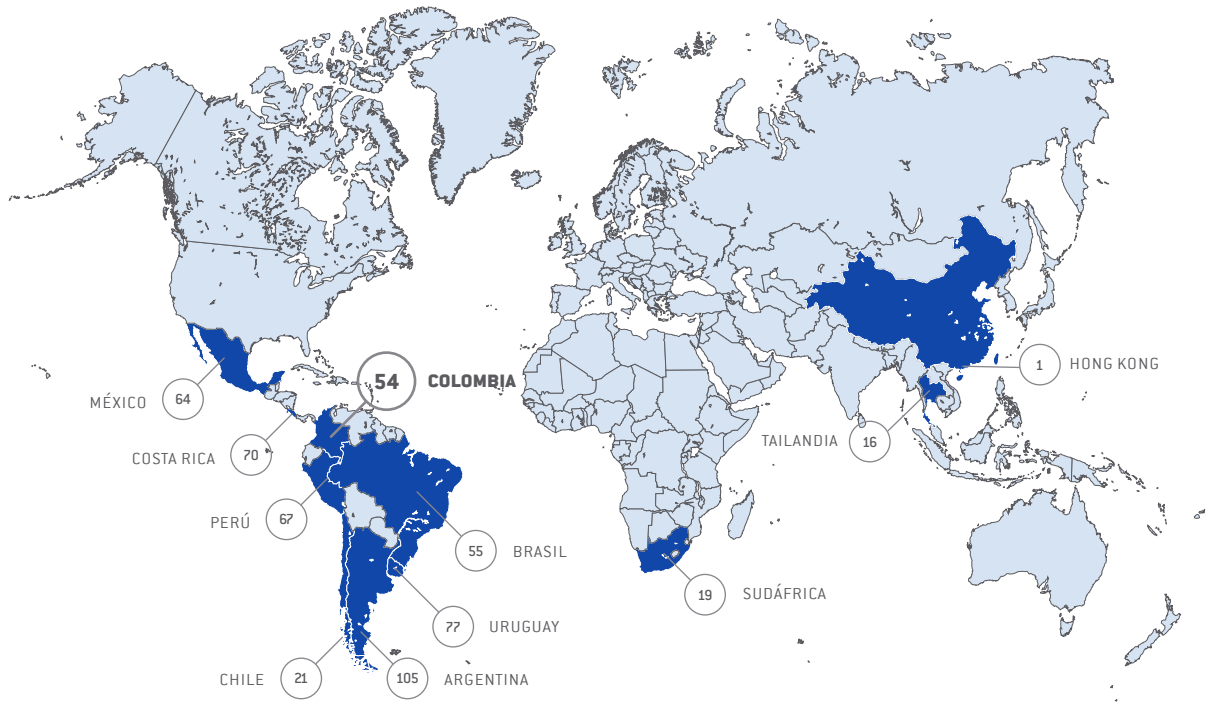 1 HONG KONG
54 COLOMBIA
MÉXICO 64
TAILANDIA 16
COSTA RICA 70
PERÚ 67
55 BRASIL
19 SUDÁFRICA
77 URUGUAY
CHILE 21
105 ARGENTINA